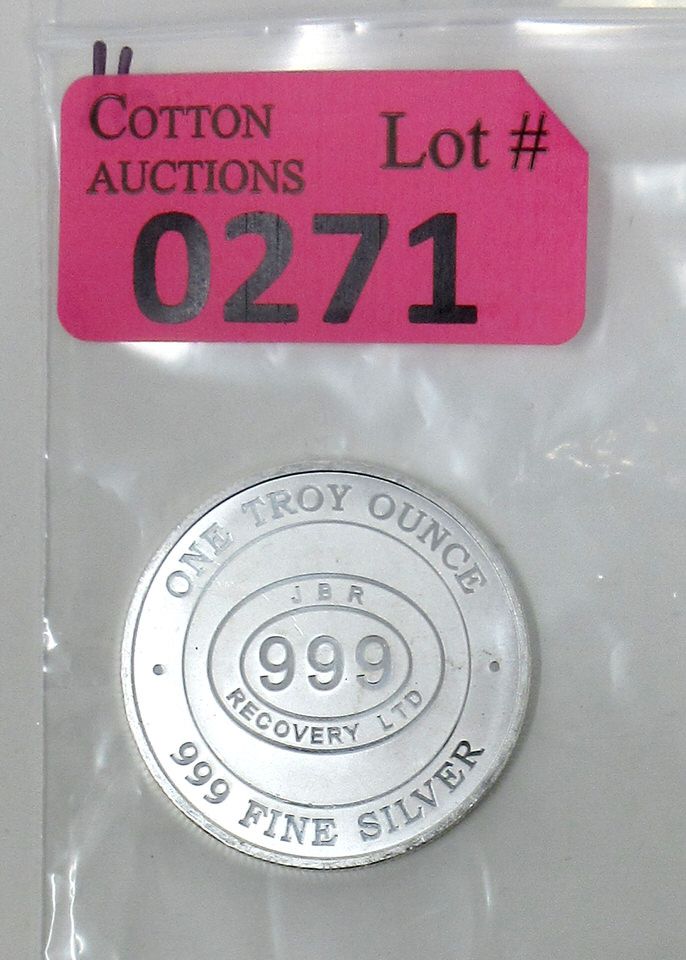 COTTON
AUCTIONS
Lot #
0271
ONE TROY OUNCE
JBR
999
RECOVERY LTD
999 FINE SILVER